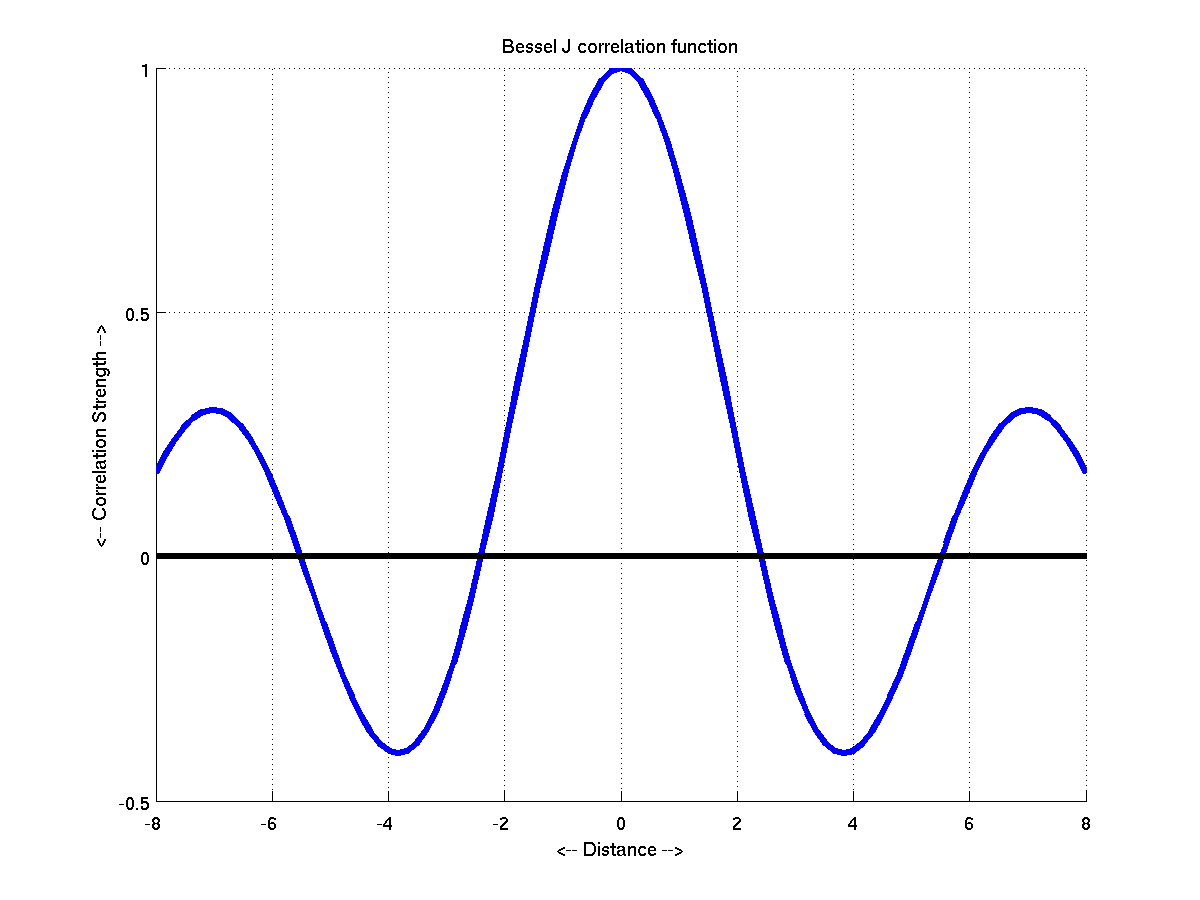 Bessel J correlation function
1
0.5
0
-0.5
<-- Correlation Strength -->
-8 -6 -4 -2 0 2 4 6 8
<-- Distance -->